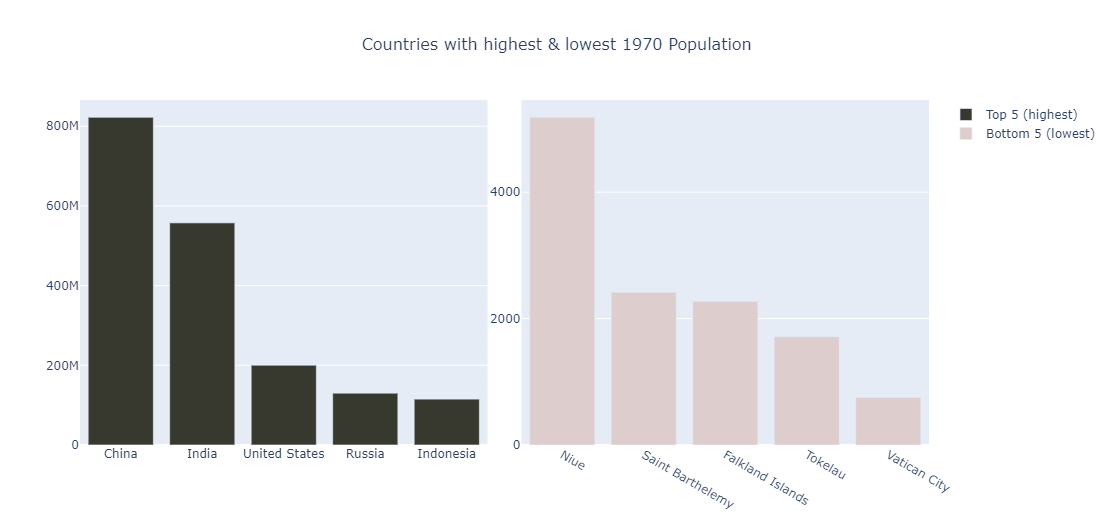 Countries with highest & lowest 1970 Population
800M
600M
400M
200M
0
China
India
United States
Russia
Indonesia
4000
2000
0
Niue
Saint Barthelemy
Falkland Islands
Tokelau
Vatican City
Top 5 (highest)
Bottom 5 (lowest)